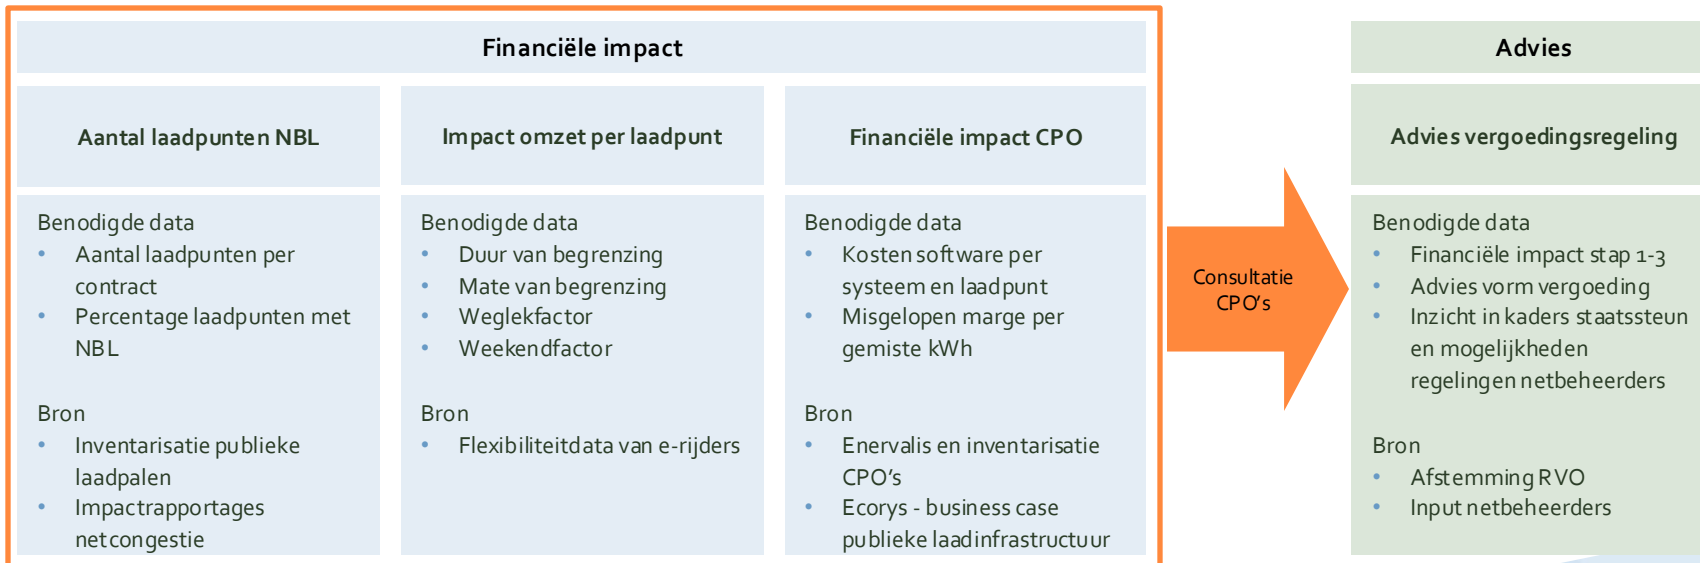 Financiële impact
Aantal laadpunten NBL
Benodigde data
• Aantal laadpunten per
contract
• Percentage laadpunten met
NBL
Bron
• Inventarisatie publieke
laadpalen
• Impactrapportages
netcongestie
Impact omzet per laadpunt
Benodigde data
• Duur van begrenzing
• Mate van begrenzing
• Weglekfactor
• Weekendfactor
Bron
• Flexibiliteitdata van e-rijders
Financiële impact CPO
Benodigde data
• Kosten software per
systeem en laadpunt
• Misgelopen marge per
gemiste kWh
Bron
• Enervalis en inventarisatie
CPO's
• Ecorys - business case
publieke laadinfrastructuur
Consultatie
CPO's
Advies
Advies vergoedingsregeling
Benodigde data
• Financiële impact stap 1-3
• Advies vorm vergoeding
• Inzicht in kaders staatssteun
en mogelijkheden
regelingen netbeheerders
Bron
• Afstemming RVO
• Input netbeheerders